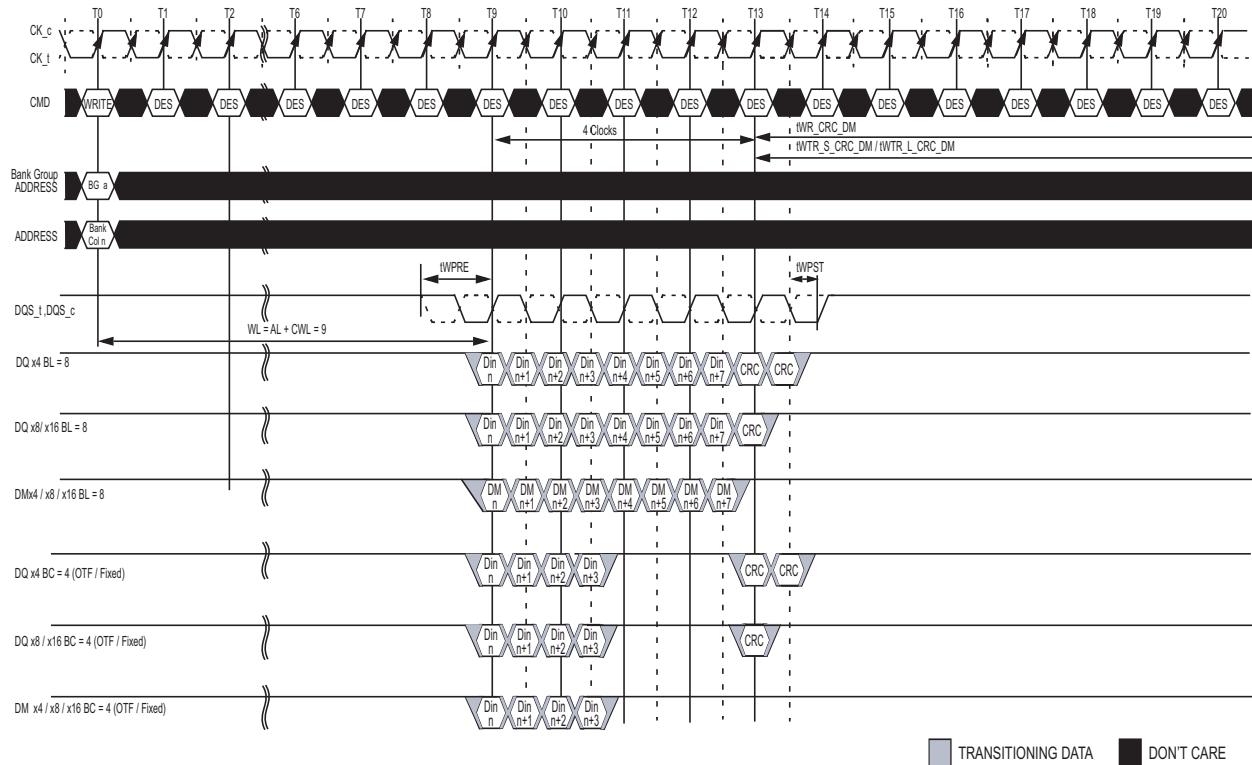 T0 T1 T2 T6 T7 T8 T9 T10 T11 T12 T13 T14 T15 T16 T17 T18 T19 T20
CK_c
CK_t
CMD WRITE DES DES DES DES DES DES DES DES DES DES DES DES DES DES DES DES DES
4 Clocks
tWR_CRC_DM
tWTR_S_CRC_DM / tWTR_L_CRC_DM
Bank Group
ADDRESS
BG a
ADDRESS
Bank
Col n
tWPRE
tWPST
DQS_t ,DQS_c
WL = AL + CWL = 9
DQ x4 BL = 8
Din Din Din Din Din Din Din Din CRC CRC
n n+1 n+2 n+3 n+4 n+5 n+6 n+7
DQ x8/ x16 BL = 8
Din Din Din Din Din Din Din Din CRC
n n+1 n+2 n+3 n+4 n+5 n+6 n+7
DMx4 / x8 / x16 BL = 8
DM DM DM DM DM DM DM DM
n n+1 n+2 n+3 n+4 n+5 n+6 n+7
DQ x4 BC = 4 (OTF / Fixed)
Din Din Din Din CRC CRC
n n+1 n+2 n+3
DQ x8 / x16 BC = 4 (OTF / Fixed)
Din Din Din Din CRC
n n+1 n+2 n+3
DM x4 / x8 / x16 BC = 4 (OTF / Fixed)
Din Din Din Din
n n+1 n+2 n+3
TRANSITIONING DATA
DON'T CARE